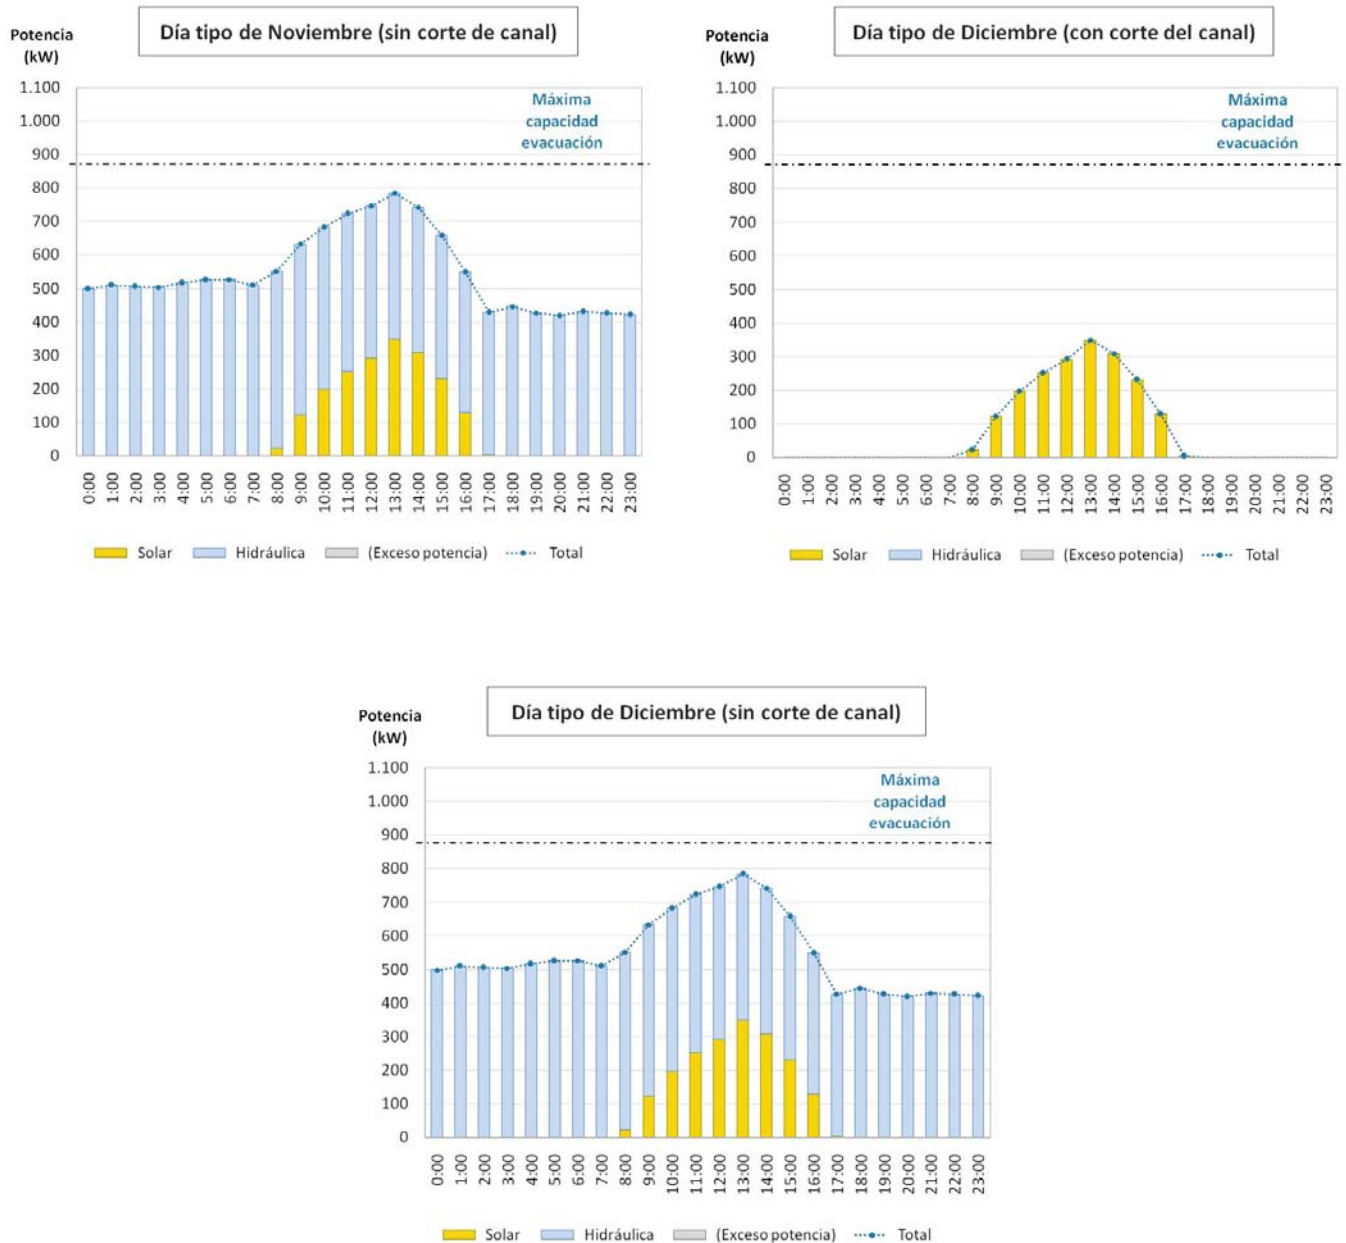 Día tipo de Noviembre (sin corte de canal)
Potencia
(kW)
1.100
1.000
900
800
700
600
500
400
300
200
100
0
Máxima
capacidad
evacuación
0:00 1:00 2:00 3:00 4:00 5:00 6:00 7:00 8:00 9:00 10:00 11:00 12:00 13:00 14:00 15:00 16:00 17:00 18:00 19:00 20:00 21:00 22:00 23:00
Solar Hidráulica (Exceso potencia) Total
Día tipo de Diciembre (con corte del canal)
Potencia
(kW)
1.100
1.000
900
800
700
600
500
400
300
200
100
0
Máxima
capacidad
evacuación
0:00 1:00 2:00 3:00 4:00 5:00 6:00 7:00 8:00 9:00 10:00 11:00 12:00 13:00 14:00 15:00 16:00 17:00 18:00 19:00 20:00 21:00 22:00 23:00
Solar Hidráulica (Exceso potencia) Total
Día tipo de Diciembre (sin corte de canal)
Potencia
(kW)
1.100
1.000
900
800
700
600
500
400
300
200
100
0
Máxima
capacidad
evacuación
0:00 1:00 2:00 3:00 4:00 5:00 6:00 7:00 8:00 9:00 10:00 11:00 12:00 13:00 14:00 15:00 16:00 17:00 18:00 19:00 20:00 21:00 22:00 23:00
Solar Hidráulica (Exceso potencia) Total